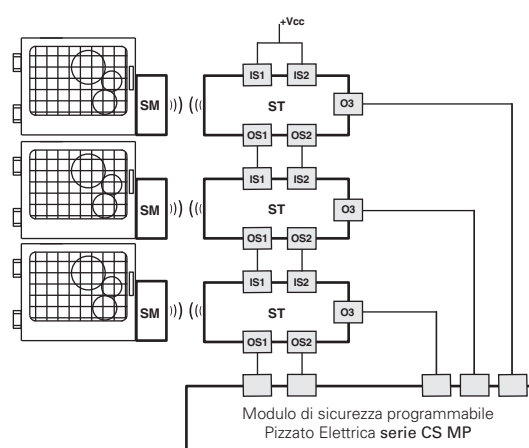 +Vcc
IS1 IS2
SM ST O3
OS1 OS2
IS1 IS2
SM ST O3
OS1 OS2
IS1 IS2
SM ST O3
OS1 OS2
Modulo di sicurezza programmabile
Pizzato Elettrica serie CS MP